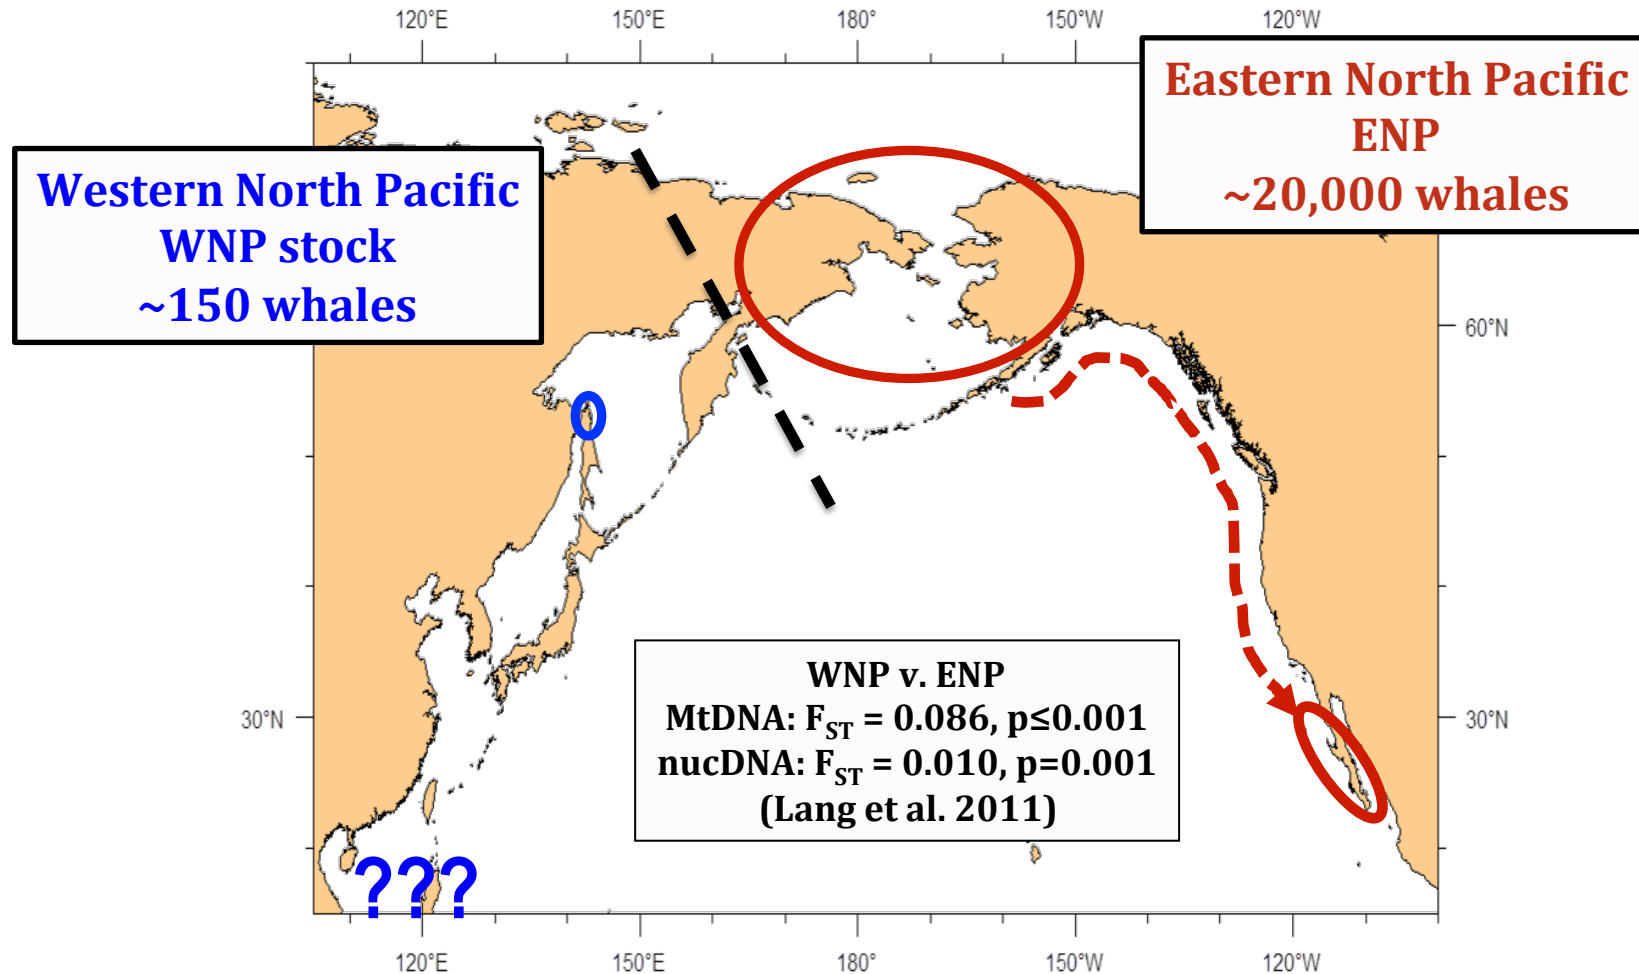 120°E 150°E 180° 150°W 120°W
Eastern North Pacific
ENP
~20,000 whales
Western North Pacific
WNP stock
~150 whales
60°N
WNP v. ENP
MtDNA: FST = 0.086, p≤0.001
nucDNA: FST = 0.010, p=0.001
(Lang et al. 2011)
30°N 30°N
???
120°E 150°E 180° 150°W 120°W